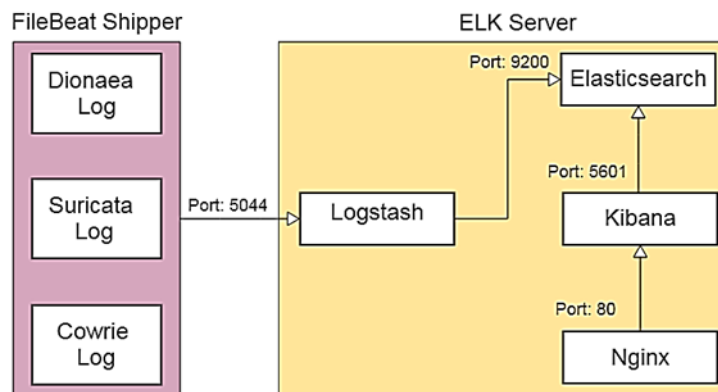 FileBeat Shipper
Dionaea
Log
Suricata
Log
Cowrie
Log
Port: 5044
ELK Server
Port: 9200
Elasticsearch
Logstash
Port: 5601
Kibana
Port: 80
Nginx